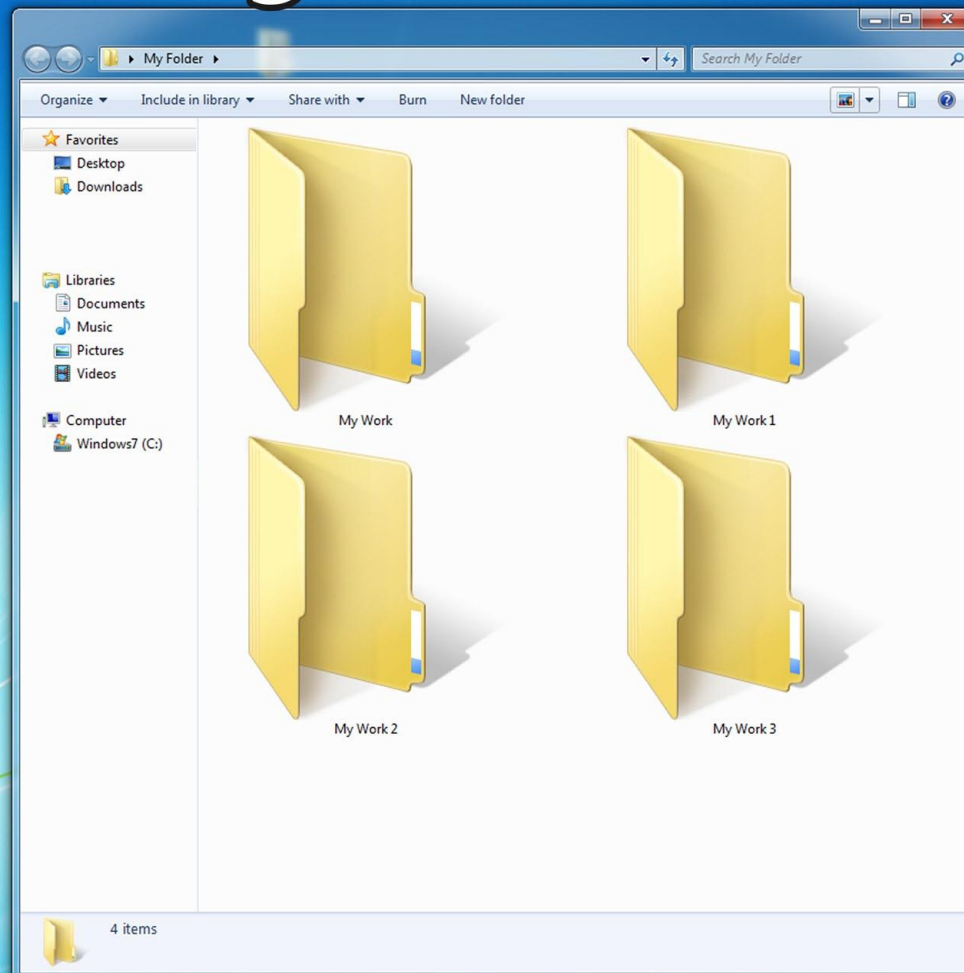 My Folder
Search My Folder
Organize
Include in library
Share with
Burn
New folder
Favorites
Desktop
Downloads
Libraries
Documents
Music
Pictures
Videos
Computer
Windows7 (C:)
My Work
My Work 1
My Work 2
My Work 3
4 items